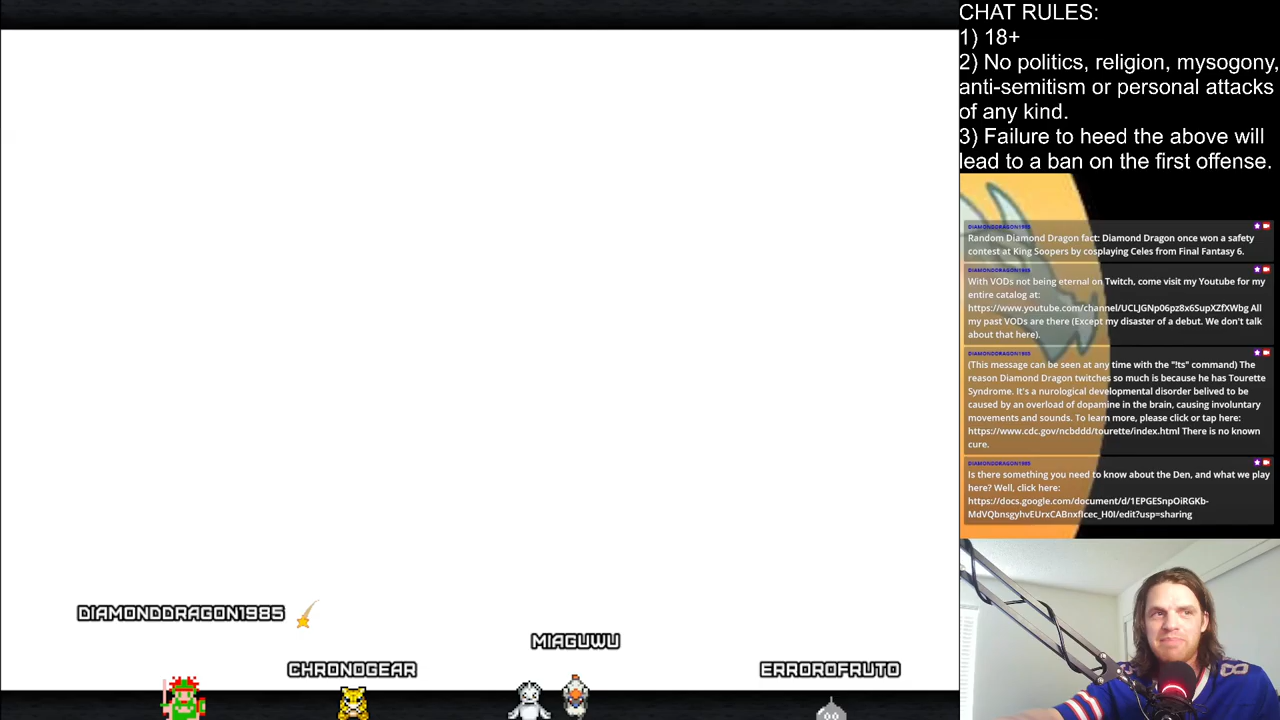 CHAT RULES:
1) 18+
2) No politics, religion, mysogony,
anti-semitism or personal attacks
of any kind.
3) Failure to heed the above will
lead to a ban on the first offense.
DIAMONDDRAGON1985
Random Diamond Dragon fact: Diamond Dragon once won a safety
contest at King Soopers by cosplaying Celes from Final Fantasy 6.
DIAMONDDRAGON1985
With VODs not being eternal on Twitch, come visit my Youtube for my
entire catalog at:
https://www.youtube.com/channel/UCLJGNp06pz8x6SupXZfXWbg All
my past VODs are there (Except my disaster of a debut. We don't talk
about that here).
DIAMONDDRAGON1985
(This message can be seen at any time with the "!ts" command) The
reason Diamond Dragon twitches so much is because he has Tourette
Syndrome. It's a nurological developmental disorder belived to be
caused by an overload of dopamine in the brain, causing involuntary
movements and sounds. To learn more, please click or tap here:
https://www.cdc.gov/ncbddd/tourette/index.html There is no known
cure.
DIAMONDDRAGON1985
Is there something you need to know about the Den, and what we play
here? Well, click here:
https://docs.google.com/document/d/1EPGESnpOiRGKb-
MdVQbnsgyhvEUrxCABnxflcec_H0I/edit?usp=sharing
DIAMONDDRAGON1985
MIAGUWU
CHRONOGEAR
ERROROFRUTO